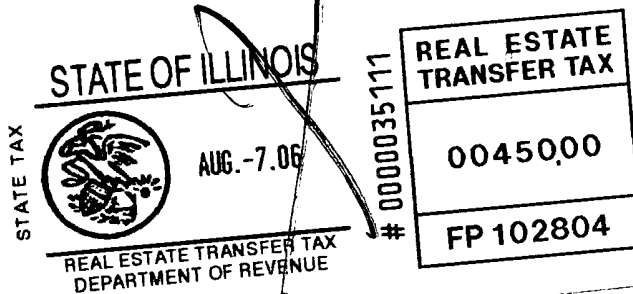 STATE TAX
STATE OF ILLINOIS
AUG.-7.06
REAL ESTATE TRANSFER TAX
DEPARTMENT OF REVENUE
# 0000035111
REAL ESTATE
TRANSFER TAX
0045000
FP 102804